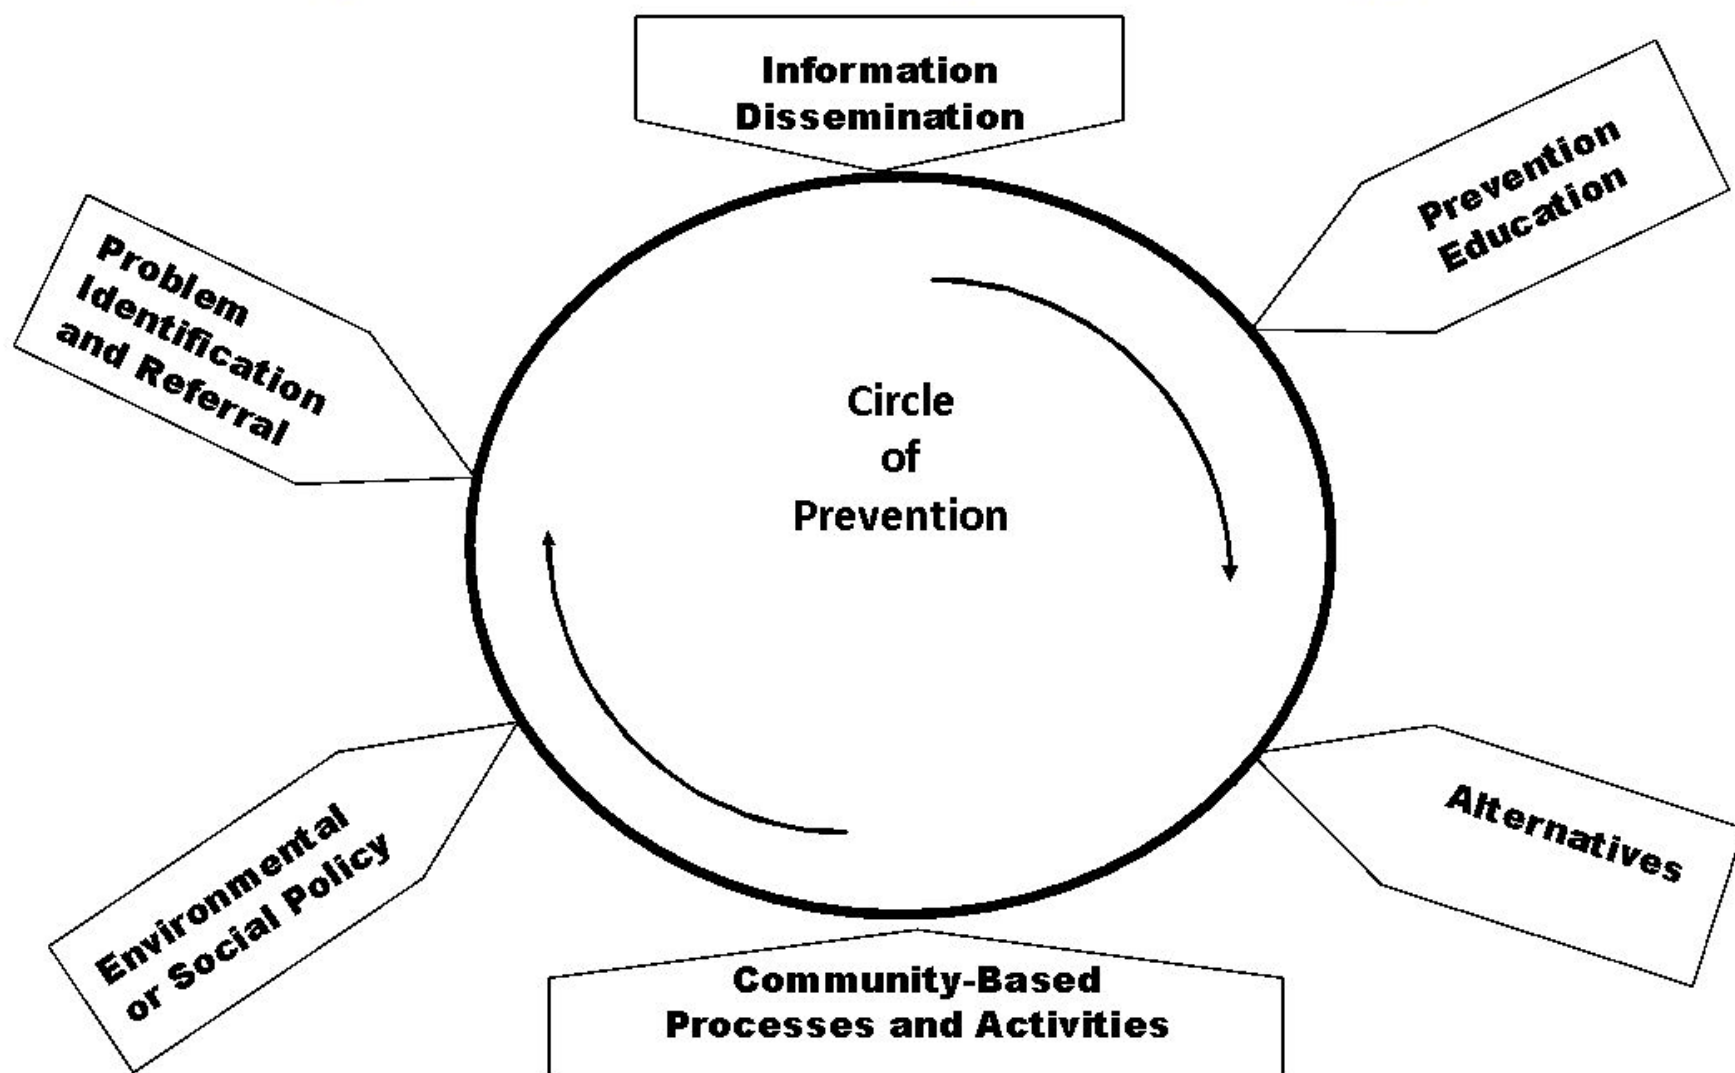 Information
Dissemination
Prevention
Education
Alternatives
Community-Based
Processes and Activities
Environmental
or Social Policy
Problem
Identification
and Referral
Circle
of
Prevention